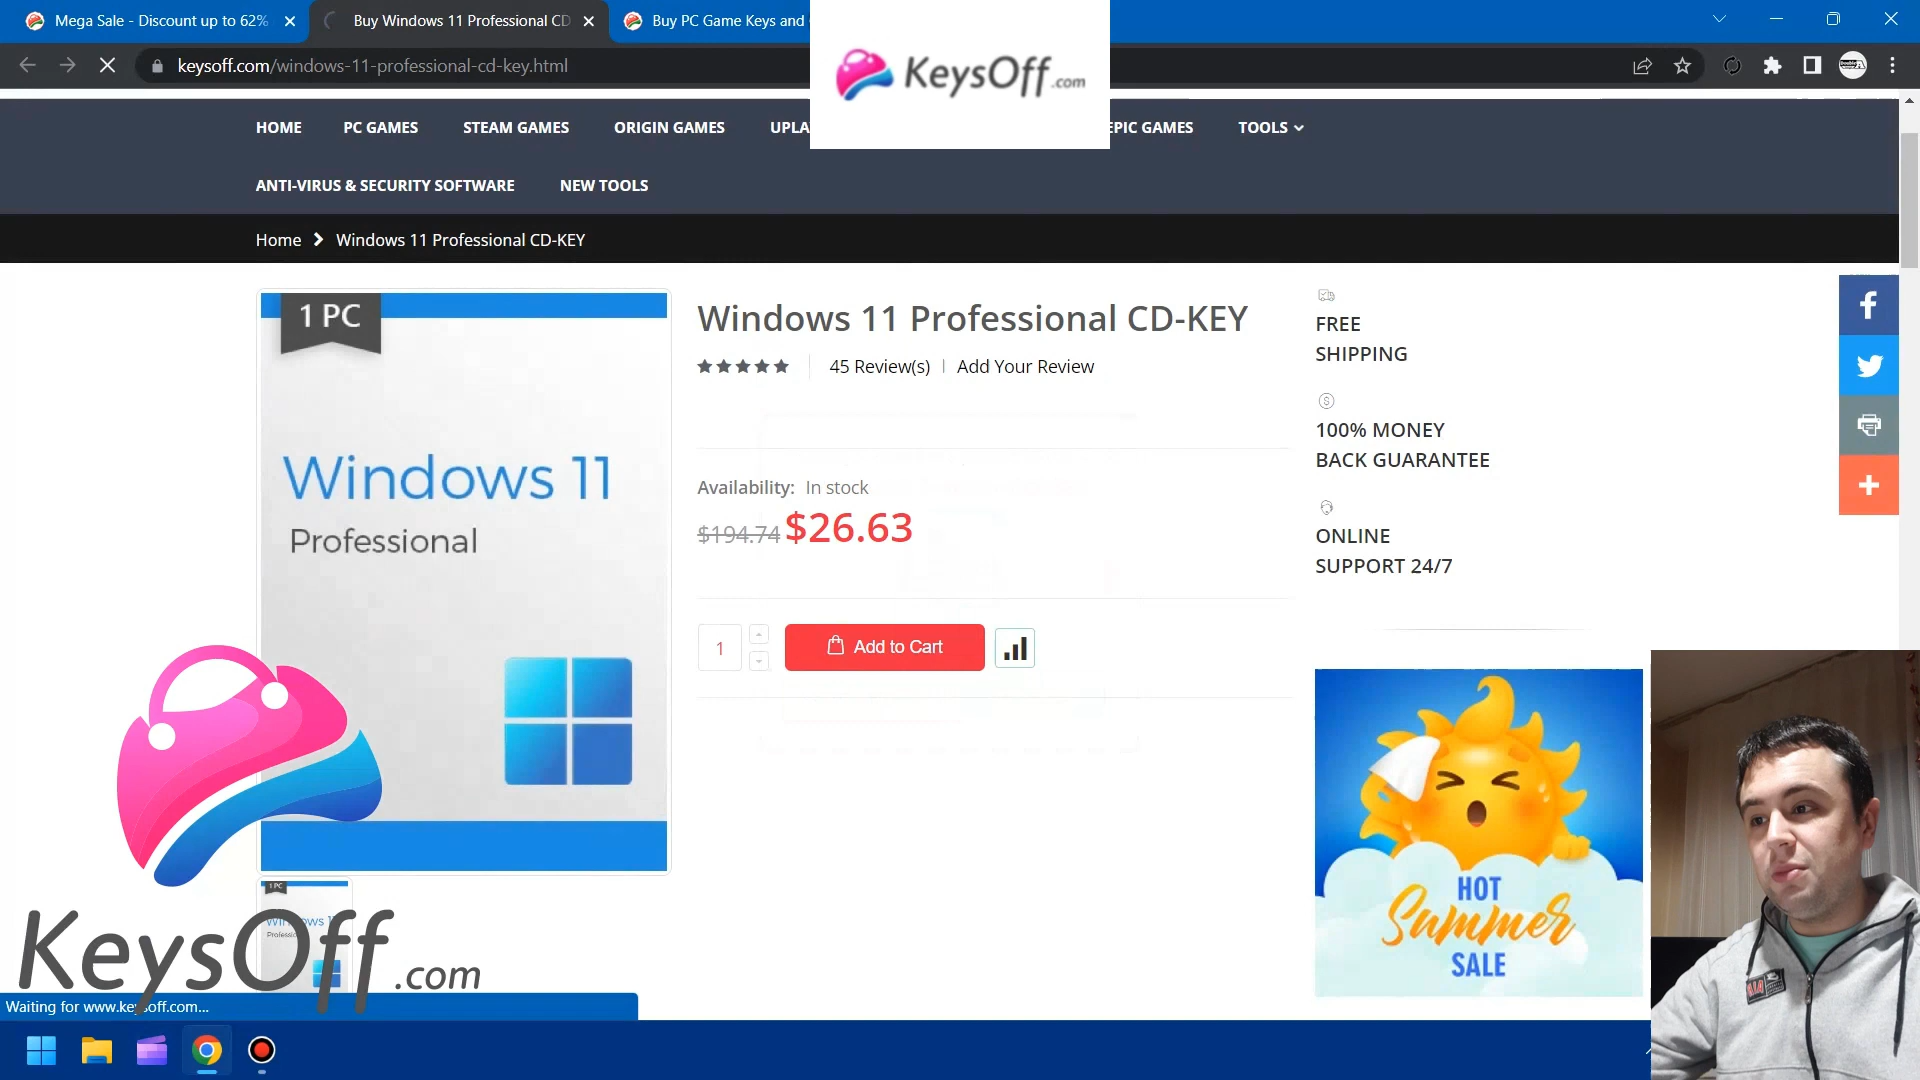 Mega Sale - Discount up to 62%
Buy Windows 11 Professional CD
Buy PC Game Keys and
keysoff.com/windows-11-professional-cd-key.html
KeysOff.com
HOME
PC GAMES
STEAM GAMES
ORIGIN GAMES
UPLA
EPIC GAMES
TOOLS
ANTI-VIRUS & SECURITY SOFTWARE
NEW TOOLS
Home
Windows 11 Professional CD-KEY
1 PC
Windows 11
Professional
Windows 11 Professional CD-KEY
45 Review(s)
Add Your Review
Availability: In stock
$194.74 $26.63
1
Add to Cart
FREE
SHIPPING
100% MONEY
BACK GUARANTEE
ONLINE
SUPPORT 24/7
HOT
Summer
SALE
1 PC
KeysOff.com
Waiting for www.keysoff.com...